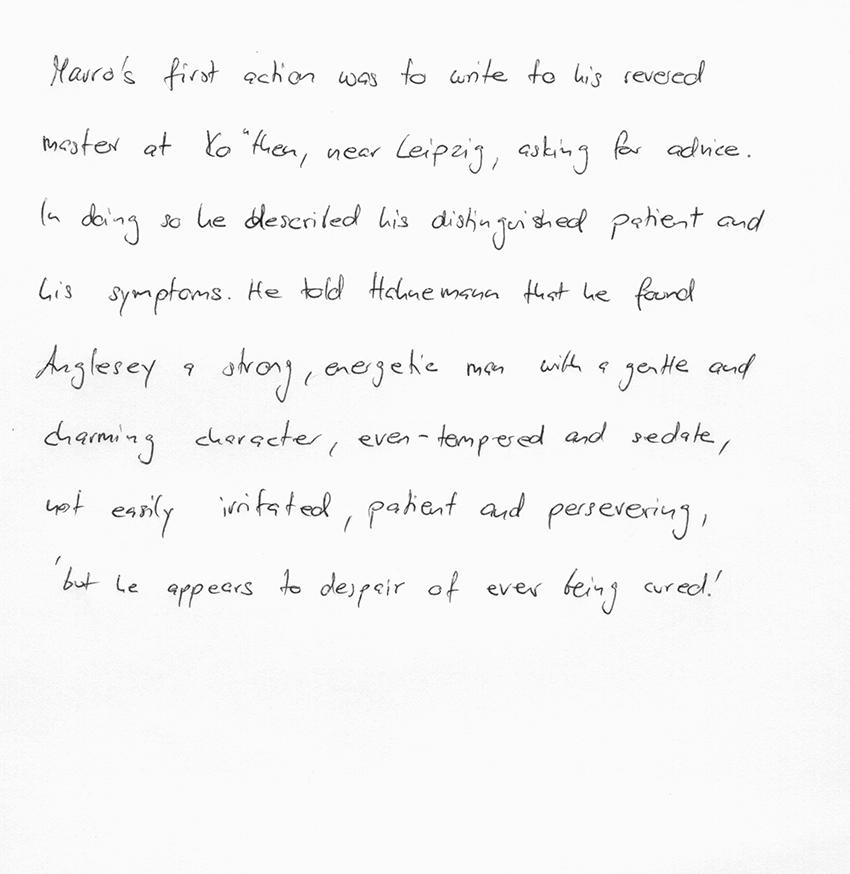 Mauro's first action was to write to his revered
master at Ko"then, near Leipzig, asking for advice.
In doing so he described his distinguished patient and
his symptoms. He told Hahnemann that he found
Anglesey a strong, energetic man with a gentle and
charming character, even-tempered and sedate,
not easily irritated, patient and persevering,
'but he appears to despair of ever being cured.'